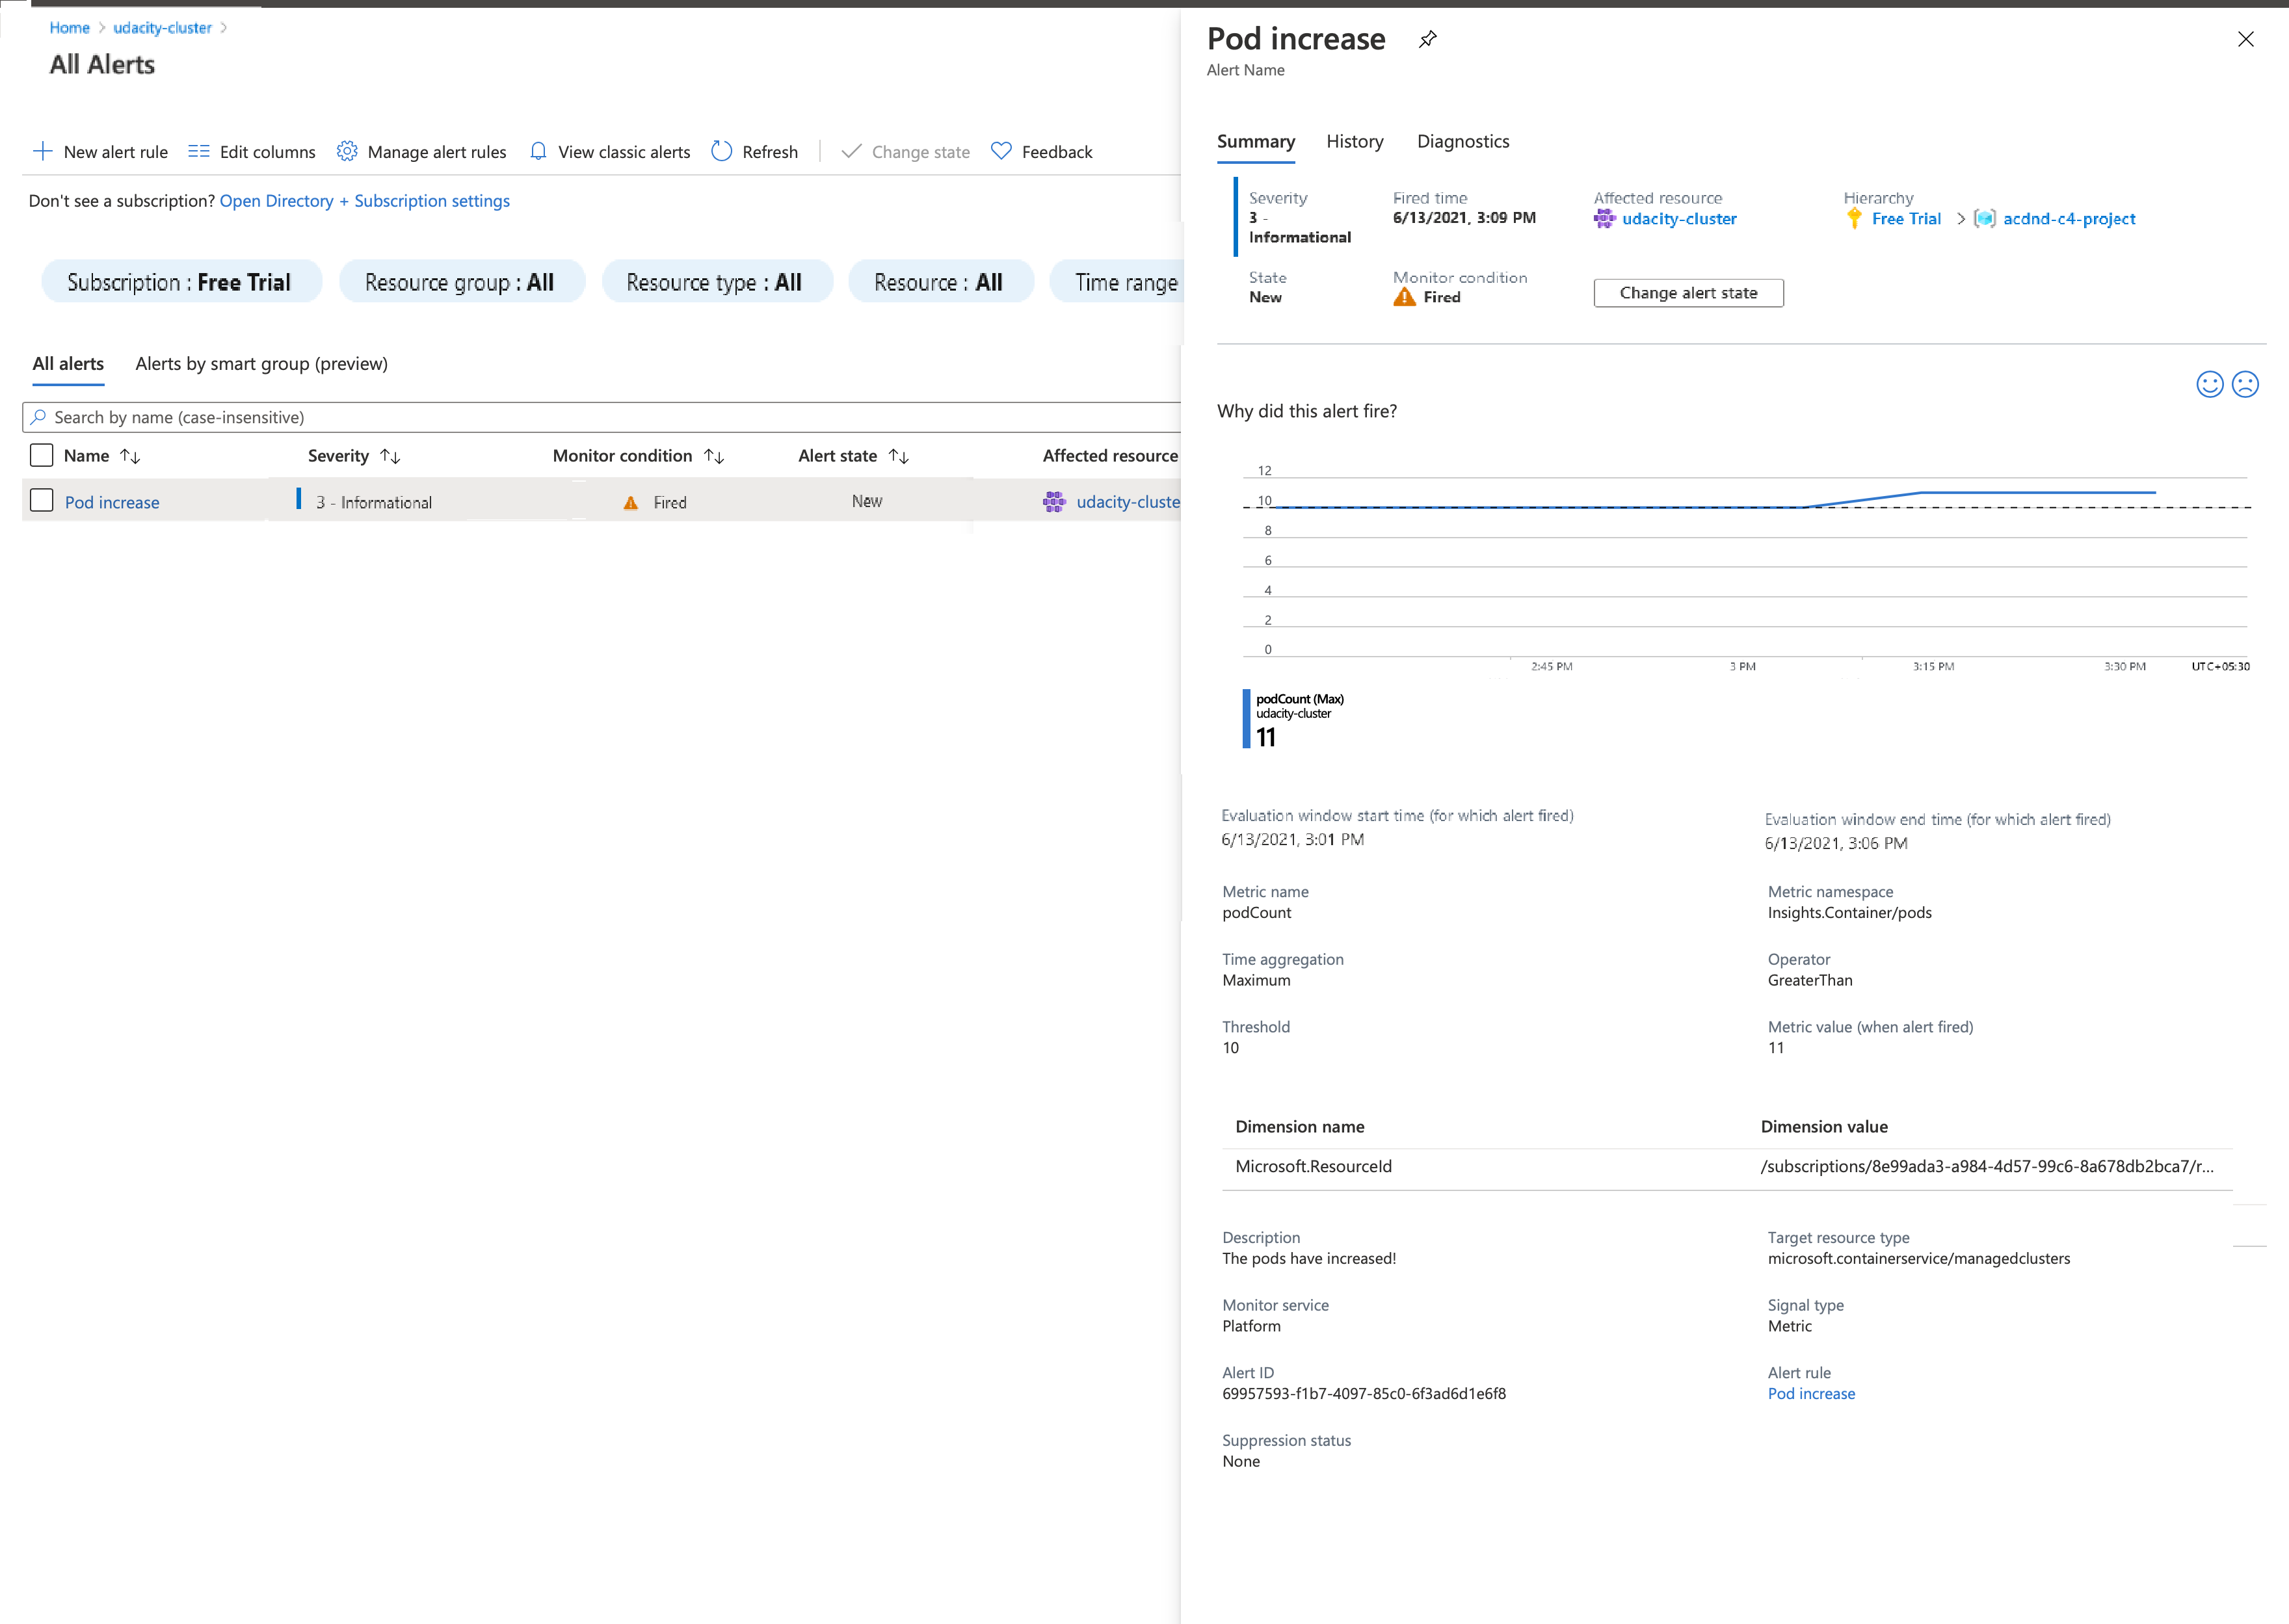 Home > udacity-cluster >
All Alerts
New alert rule Edit columns Manage alert rules View classic alerts Refresh Change state Feedback
Don't see a subscription? Open Directory + Subscription settings
Subscription : Free Trial Resource group : All Resource type : All Resource : All Time range
All alerts Alerts by smart group (preview)
Search by name (case-insensitive)
Name Severity Monitor condition Alert state Affected resource
Pod increase 3 - Informational Fired New udacity-cluste
Pod increase
Alert Name
Summary History Diagnostics
Severity Fired time Affected resource Hierarchy
3 - 6/13/2021, 3:09 PM udacity-cluster Free Trial > acdnd-c4-project
Informational
State Monitor condition
New Fired Change alert state
Why did this alert fire?
12
10
8
6
4
2
0
2:45 PM 3 PM 3:15 PM 3:30 PM UTC+05:30
podCount (Max)
udacity-cluster
11
Evaluation window start time (for which alert fired) Evaluation window end time (for which alert fired)
6/13/2021, 3:01 PM 6/13/2021, 3:06 PM
Metric name Metric namespace
podCount Insights.Container/pods
Time aggregation Operator
Maximum GreaterThan
Threshold Metric value (when alert fired)
10 11
Dimension name Dimension value
Microsoft.ResourceId /subscriptions/8e99ada3-a984-4d57-99c6-8a678db2bca7/r...
Description Target resource type
The pods have increased! microsoft.containerservice/managedclusters
Monitor service Signal type
Platform Metric
Alert ID Alert rule
69957593-f1b7-4097-85c0-6f3ad6d1e6f8 Pod increase
Suppression status
None